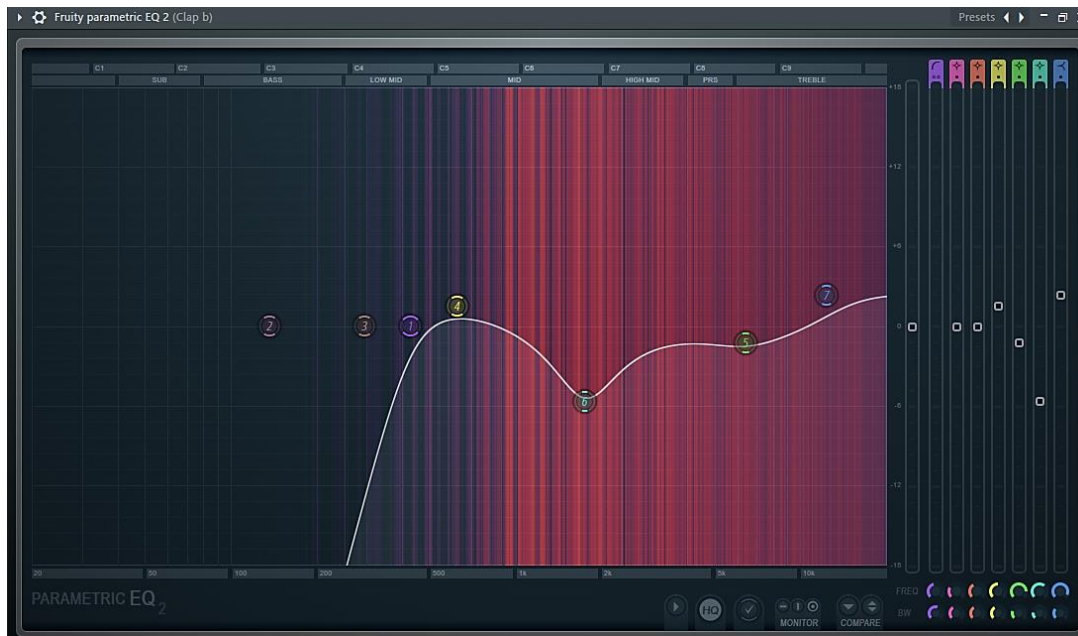 Fruity parametric EQ 2 (Clap b)
Presets
C1 C2 C3 C4 C5 C6 C7 C8 C9
SUB BASS LOW MID MID HIGH MID PRS TREBLE
+18
+12
+6
0
-6
-12
-18
2 3 1 4 6 5 7
20 50 100 200 500 1k 2k 5k 10k
FREQ
BW
PARAMETRIC EQ 2
HQ
MONITOR
COMPARE